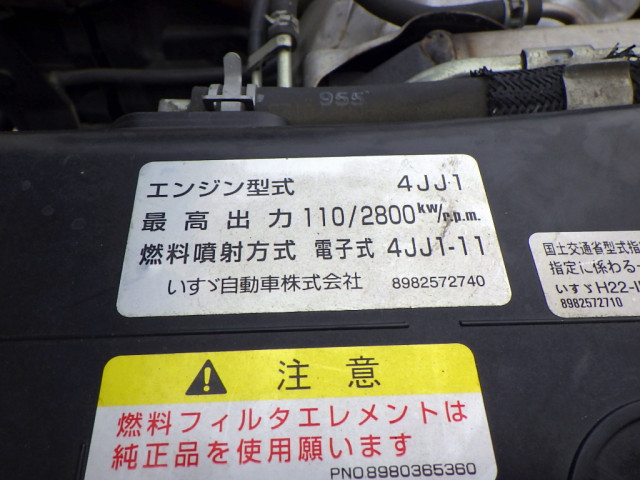 955
エンジン型式 4JJ1
最高出力 110/2800kw/r.p.m.
燃料噴射方式 電子式 4JJ1-11
いすゞ自動車株式会社 8982572740
国土交通省型式指
指定に係わる一
いすゞH22-I
8982572710
注意
燃料フィルタエレメントは
純正品を使用願います
PNO.8980365360